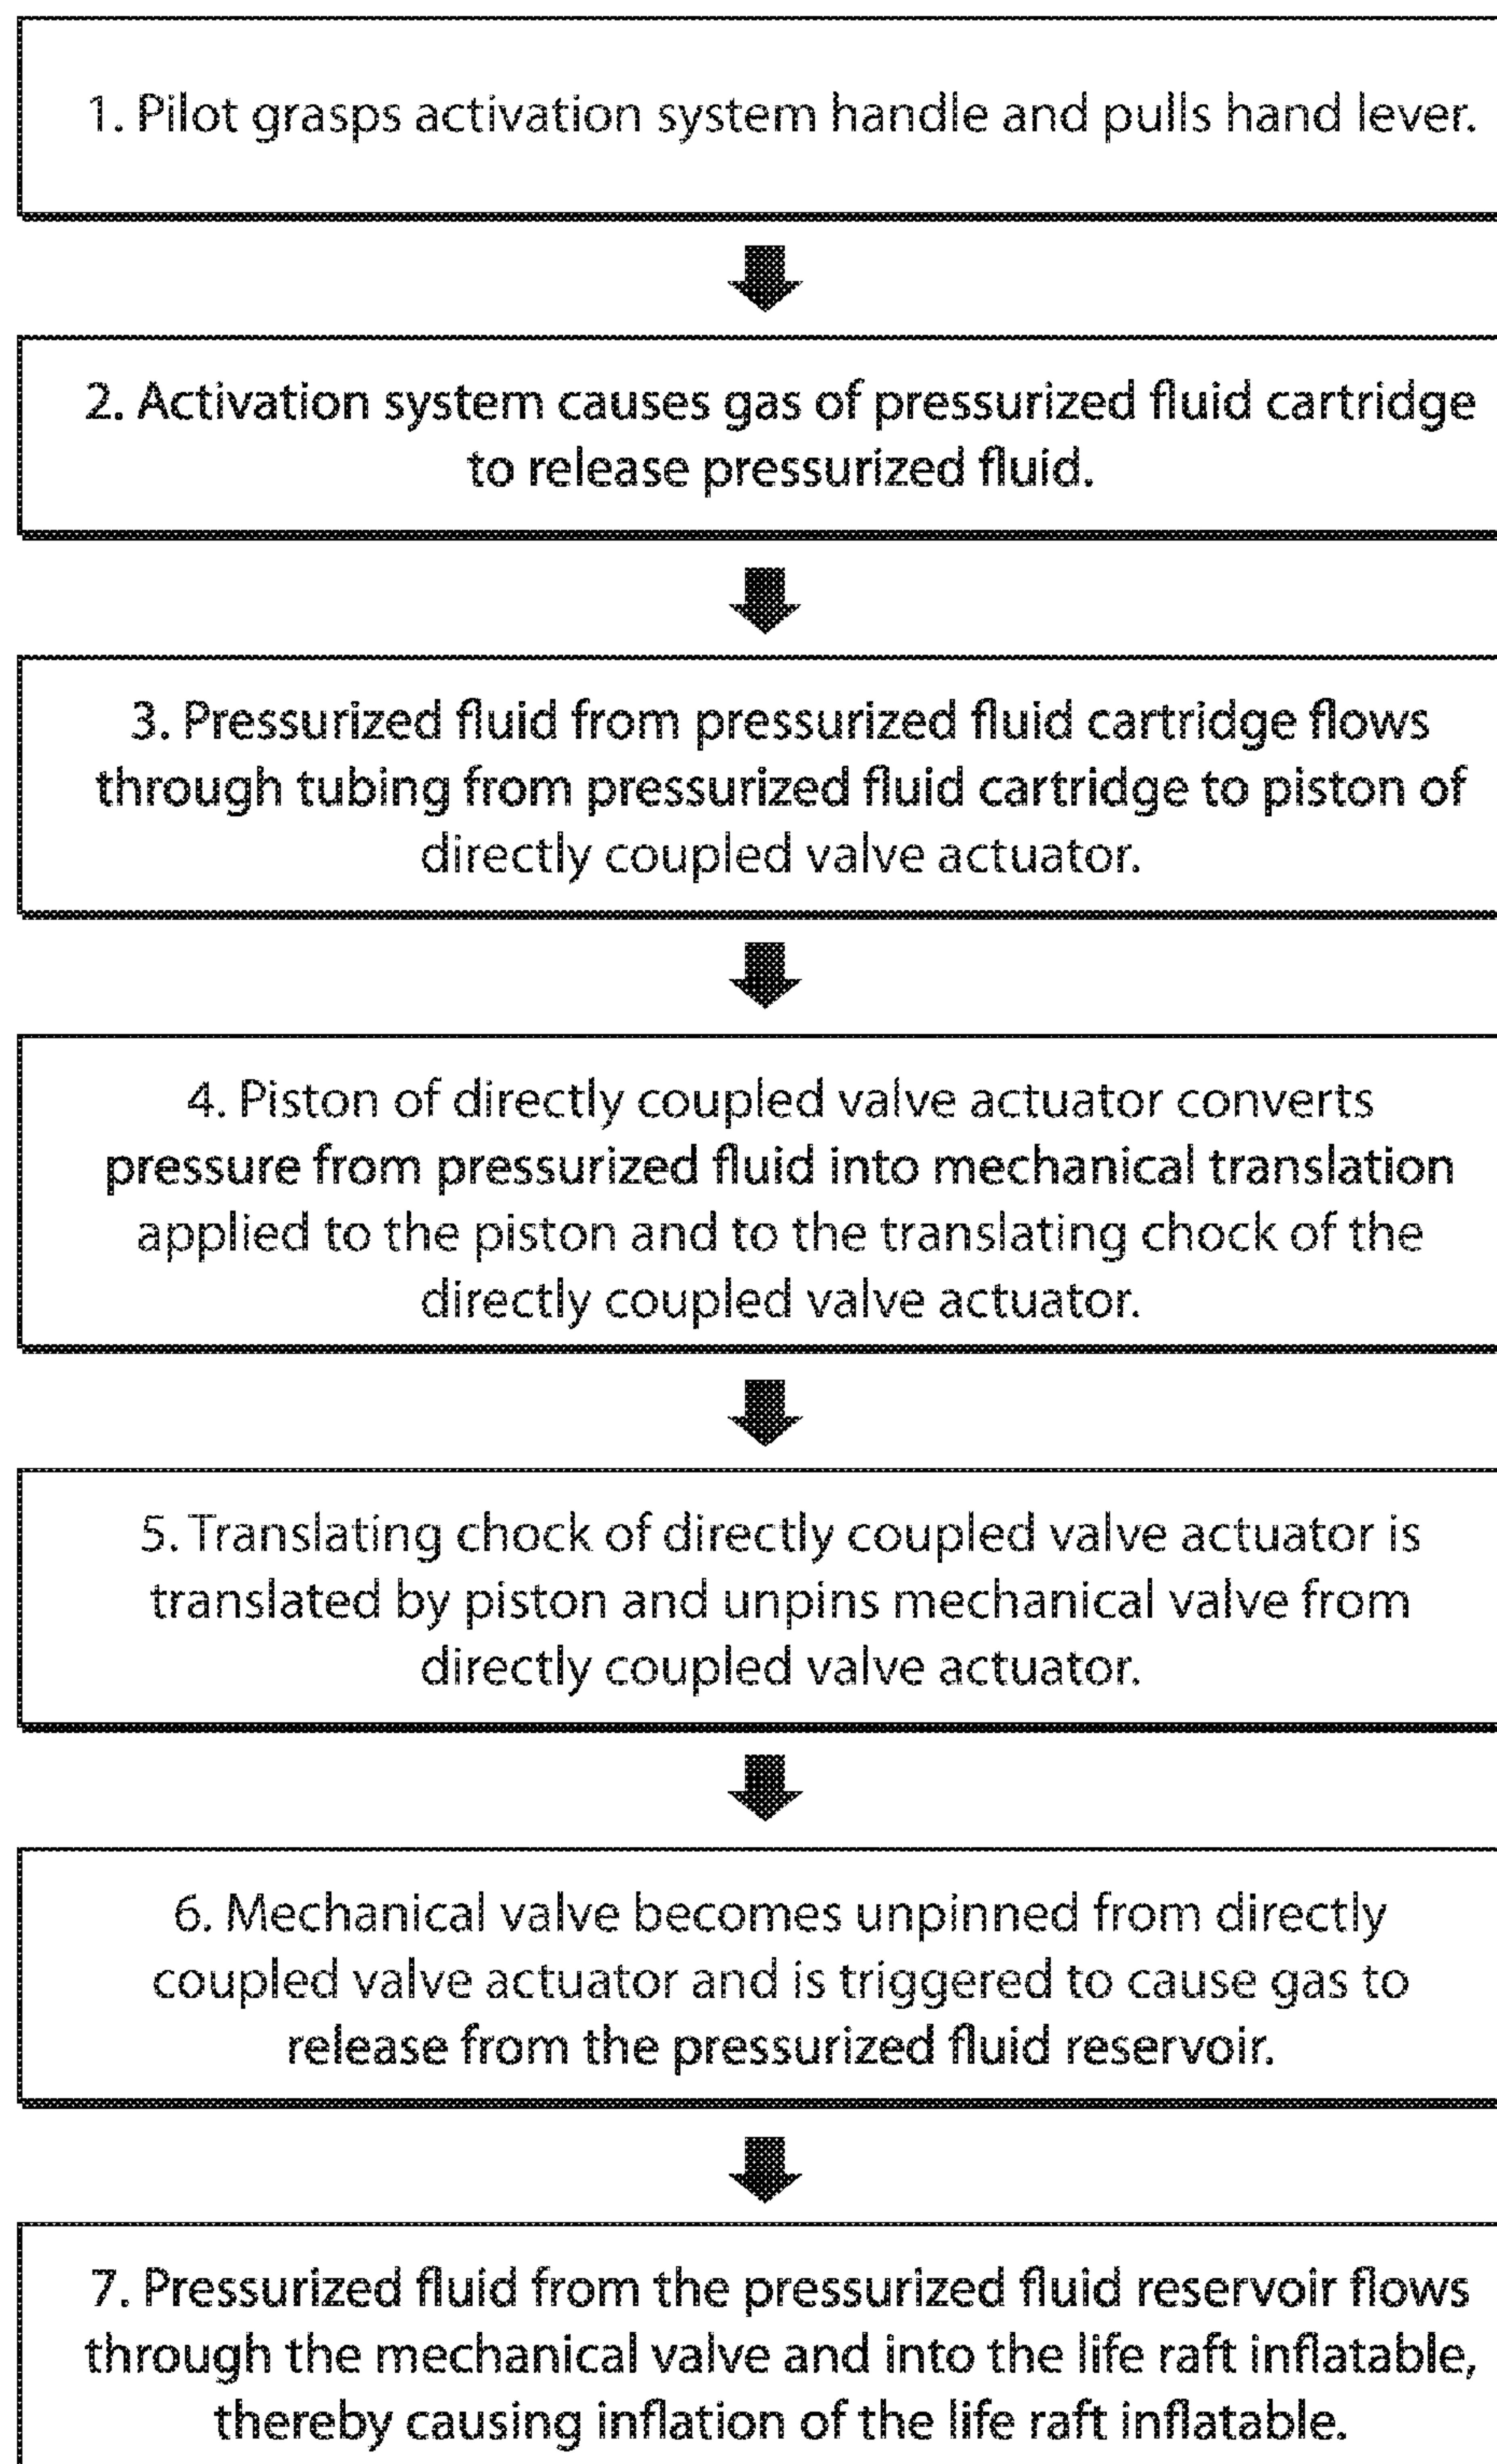 1. Pilot grasps activation system handle and pulls hand lever.
2. Activation system causes gas of pressurized fluid cartridge
to release pressurized fluid.
3. Pressurized fluid from pressurized fluid cartridge flows
through tubing from pressurized fluid cartridge to piston of
directly coupled valve actuator.
4. Piston of directly coupled valve actuator converts
pressure from pressurized fluid into mechanical translation
applied to the piston and to the translating chock of the
directly coupled valve actuator.
5. Translating chock of directly coupled valve actuator is
translated by piston and unpins mechanical valve from
directly coupled valve actuator.
6. Mechanical valve becomes unpinned from directly
coupled valve actuator and is triggered to cause gas to
release from the pressurized fluid reservoir.
7. Pressurized fluid from the pressurized fluid reservoir flows
through the mechanical valve and into the life raft inflatable,
thereby causing inflation of the life raft inflatable.